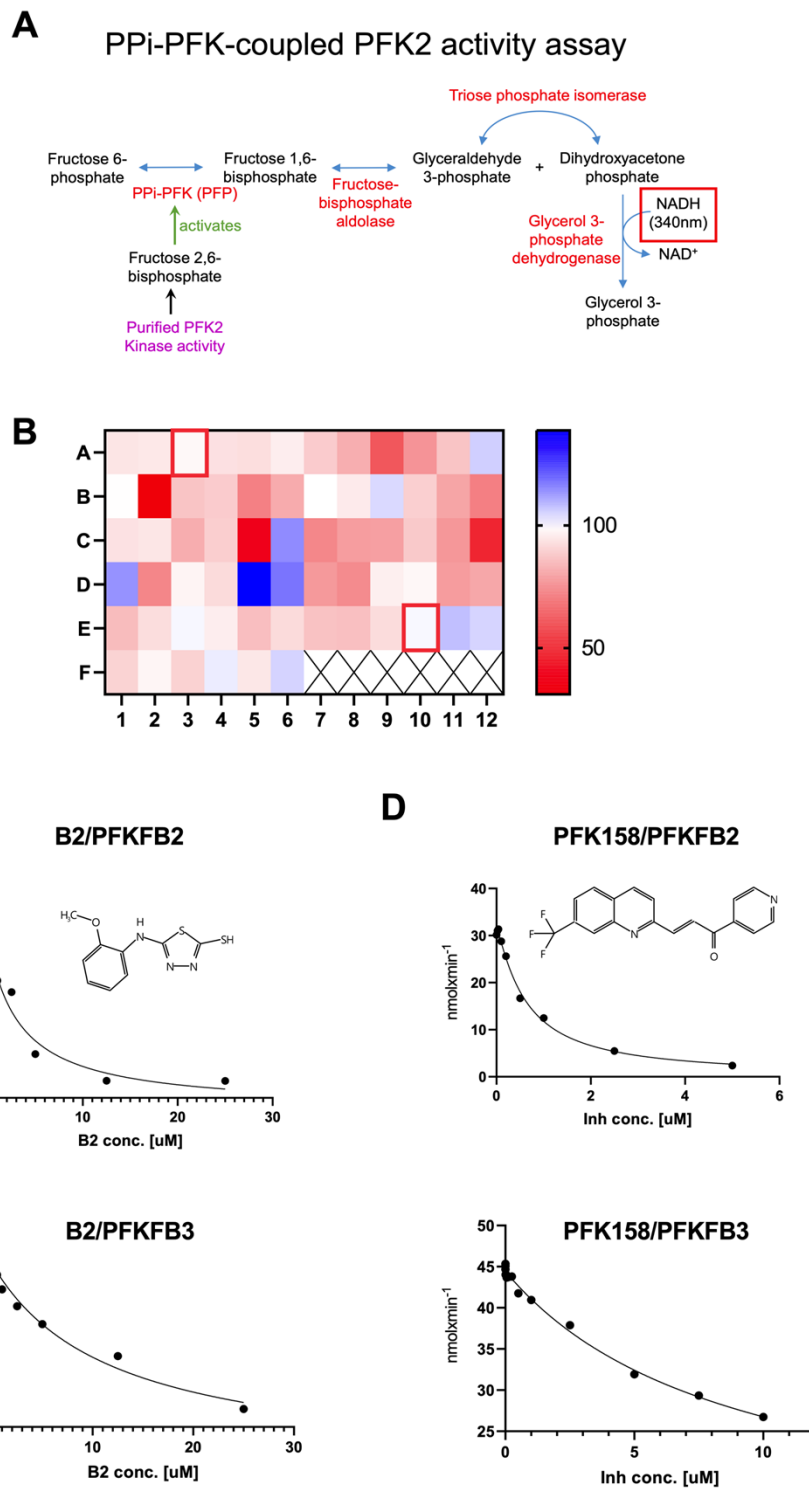 A
PPi-PFK-coupled PFK2 activity assay
Triose phosphate isomerase
Fructose 6-
phosphate
Fructose 1,6-
bisphosphate
Glyceraldehyde
3-phosphate
+
Dihydroxyacetone
phosphate
PPi-PFK (PFP)
Fructose-
bisphosphate
aldolase
activates
Fructose 2,6-
bisphosphate
Purified PFK2
Kinase activity
Glycerol 3-
phosphate
dehydrogenase
NADH
(340nm)
NAD+
Glycerol 3-
phosphate
B
A
B
C
D
E
F
1 2 3 4 5 6 7 8 9 10 11 12
100
50
B2/PFKFB2
H3C
O
H
N
S
SH
N N
10 20 30
B2 conc. [uM]
D
PFK158/PFKFB2
nmolxmin-1
40
30
20
10
0
F
F
F
N
O
N
0 2 4 6
Inh conc. [uM]
B2/PFKFB3
10 20 30
B2 conc. [uM]
PFK158/PFKFB3
nmolxmin-1
50
45
40
35
30
25
0 5 10
Inh conc. [uM]